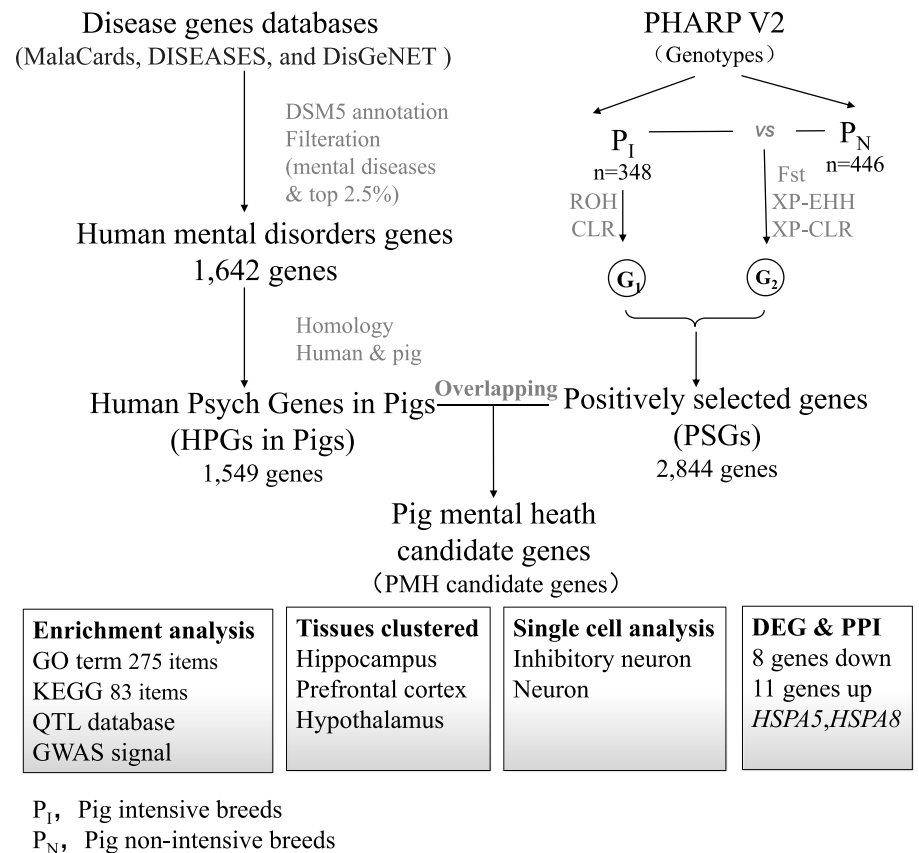 Disease genes databases
(MalaCards, DISEASES, and DisGeNET )
DSM5 annotation
Filteration
(mental diseases
& top 2.5%)
Human mental disorders genes
1,642 genes
Homology
Human & pig
Human Psych Genes in Pigs
(HPGs in Pigs)
1,549 genes
PHARP V2
(Genotypes)
P_I
n=348
vs
P_N
n=446
ROH
CLR
Fst
XP-EHH
XP-CLR
G₁
G₂
Overlapping
Positively selected genes
(PSGs)
2,844 genes
Pig mental heath
candidate genes
(PMH candidate genes)
Enrichment analysis
GO term 275 items
KEGG 83 items
QTL database
GWAS signal
Tissues clustered
Hippocampus
Prefrontal cortex
Hypothalamus
Single cell analysis
Inhibitory neuron
Neuron
DEG & PPI
8 genes down
11 genes up
HSPA5,HSPA8
P_I, Pig intensive breeds
P_N, Pig non-intensive breeds